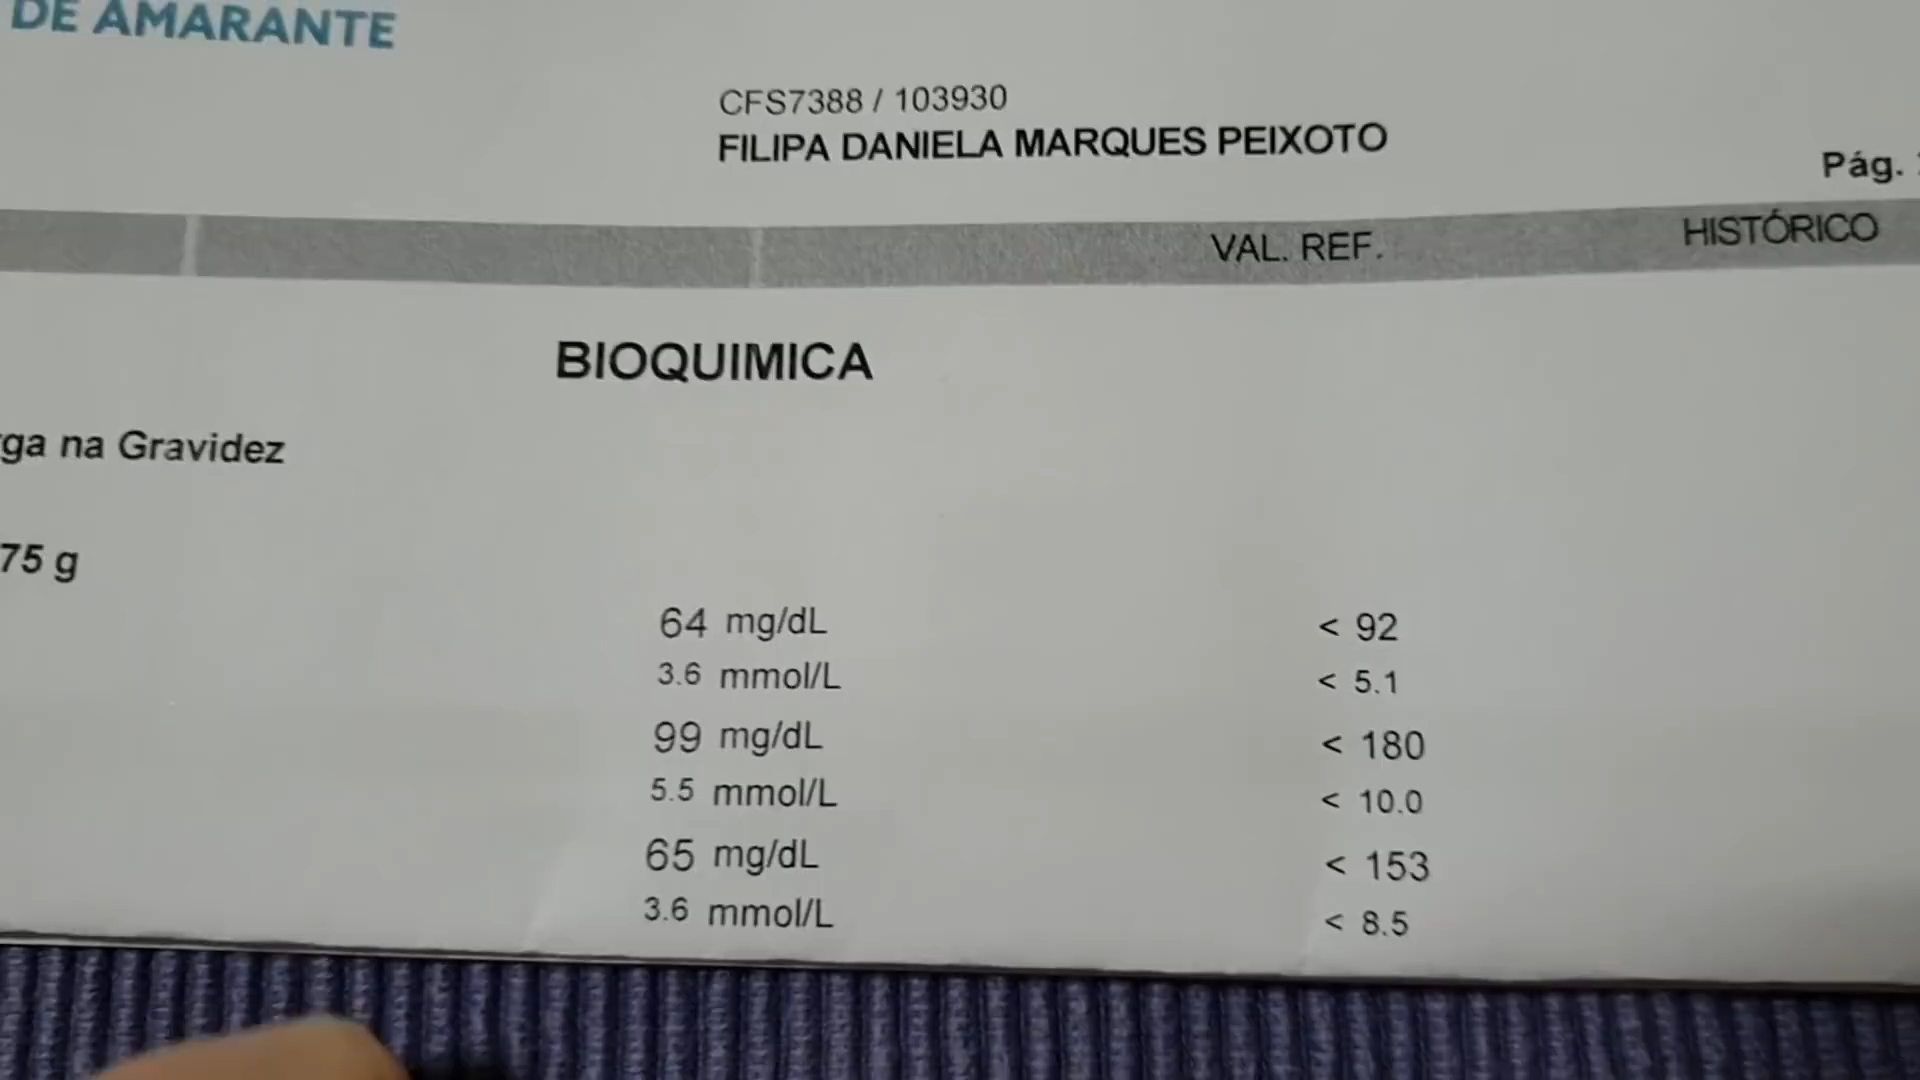 DE AMARANTE
CFS7388 / 103930
FILIPA DANIELA MARQUES PEIXOTO
Pág.
VAL. REF. HISTÓRICO
BIOQUIMICA
ga na Gravidez
75 g
64 mg/dL < 92
3.6 mmol/L < 5.1
99 mg/dL < 180
5.5 mmol/L < 10.0
65 mg/dL < 153
3.6 mmol/L < 8.5